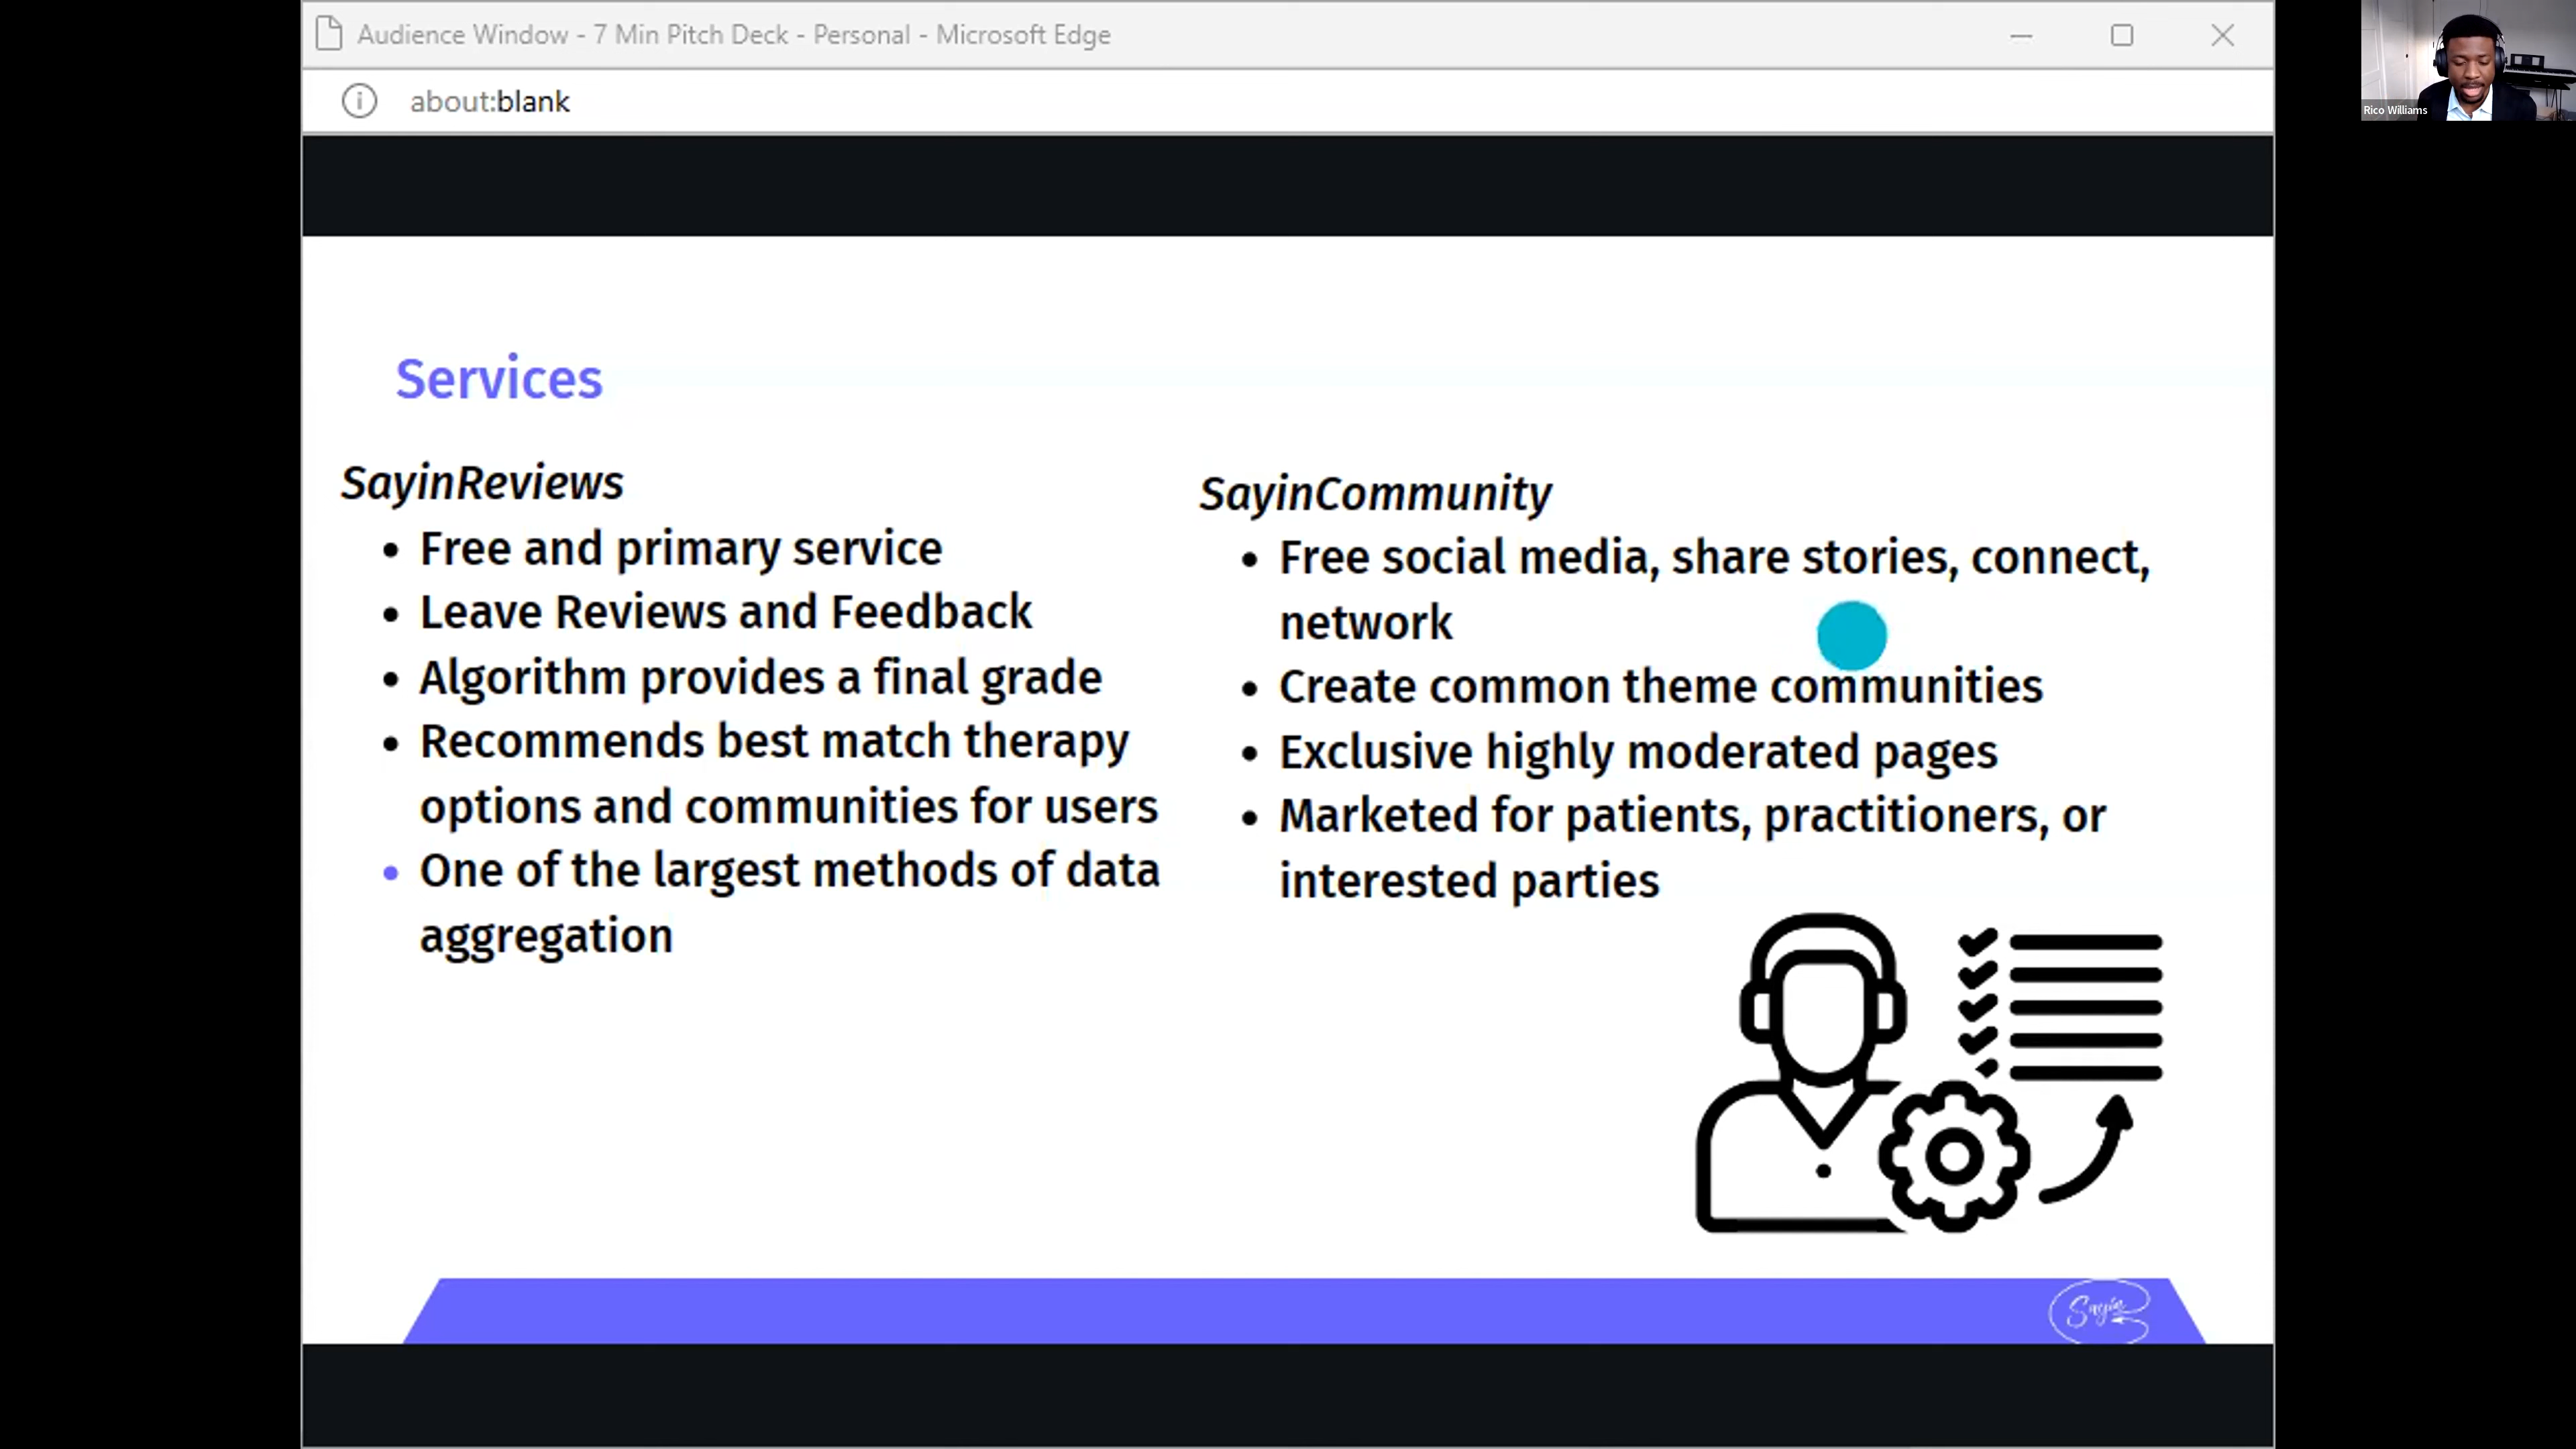 Audience Window - 7 Min Pitch Deck - Personal - Microsoft Edge
about:blank
Rico Williams
Services
SayinReviews
• Free and primary service
• Leave Reviews and Feedback
• Algorithm provides a final grade
• Recommends best match therapy
options and communities for users
• One of the largest methods of data
aggregation
SayinCommunity
• Free social media, share stories, connect,
network
• Create common theme communities
• Exclusive highly moderated pages
• Marketed for patients, practitioners, or
interested parties
Sayin